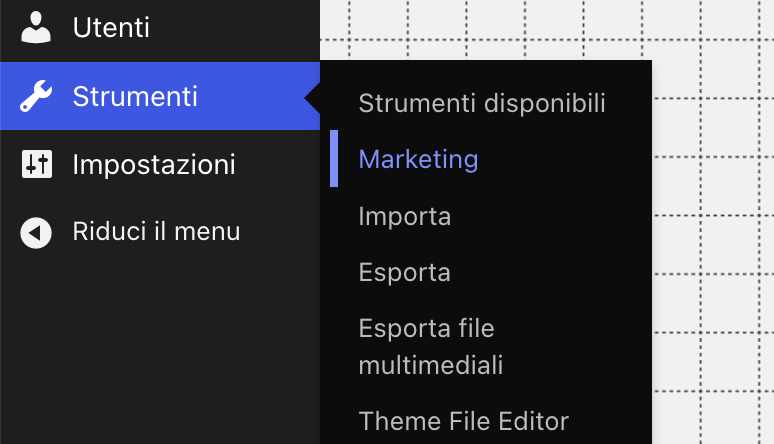 Utenti
Strumenti
Impostazioni
Riduci il menu
Strumenti disponibili
Marketing
Importa
Esporta
Esporta file
multimediali
Theme File Editor